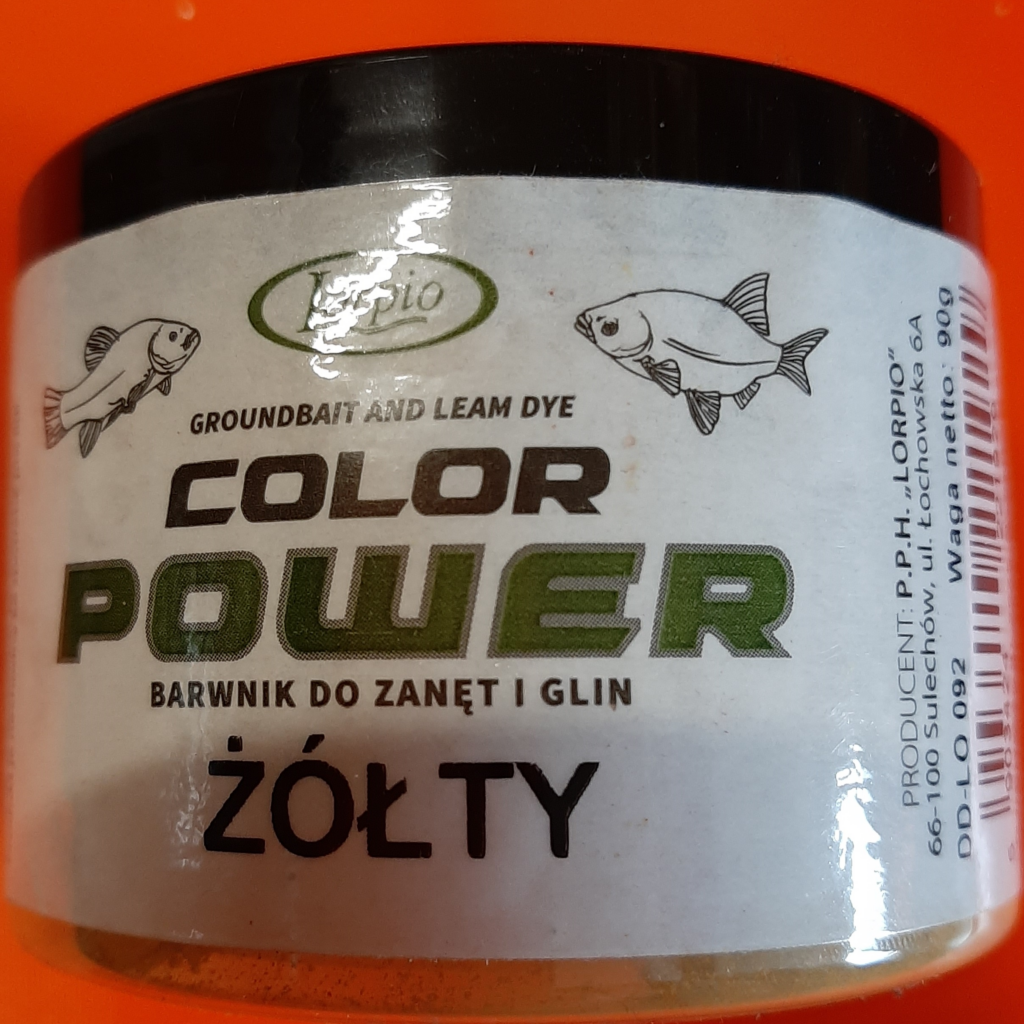 Lorpio
GROUNDBAIT AND LEAM DYE
COLOR
POWER
BARWNIK DO ZANĘT I GLIN
ŻÓŁTY
PRODUCENT: P.P.H. „LORPIO”
66-100 Sulechów, ul. Łochowska 6A
DD-LO 092 Waga netto: 90g